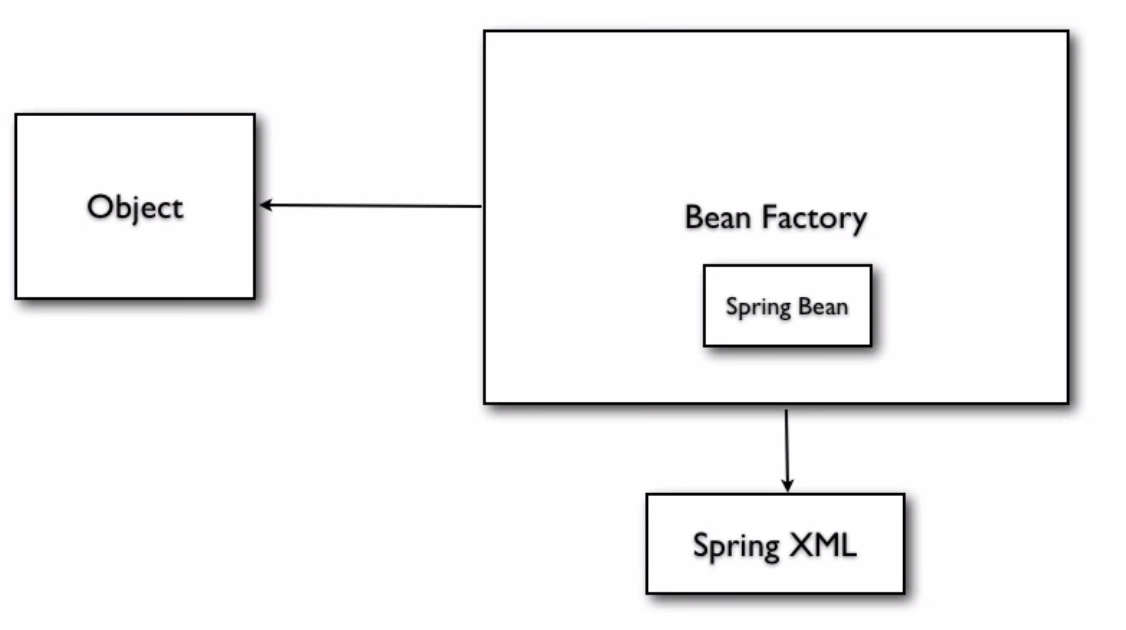 Object
Bean Factory
Spring Bean
Spring XML